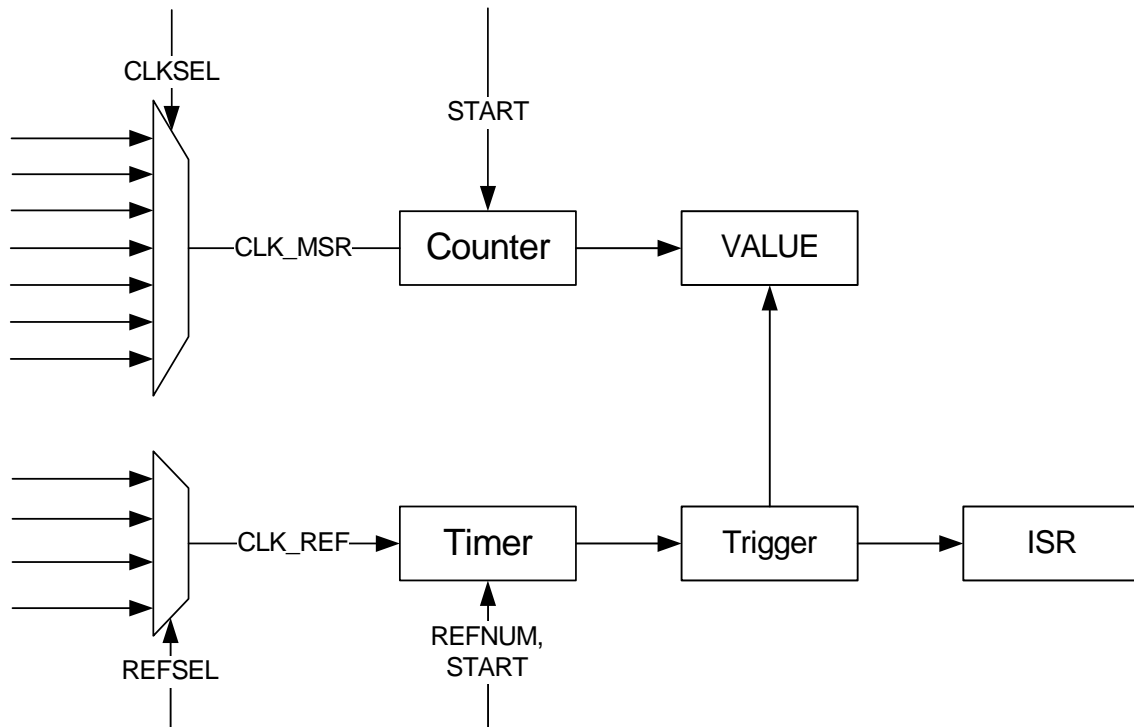 CLKSEL
START
CLK_MSR
Counter
VALUE
CLK_REF
Timer
Trigger
ISR
REFNUM,
START
REFSEL